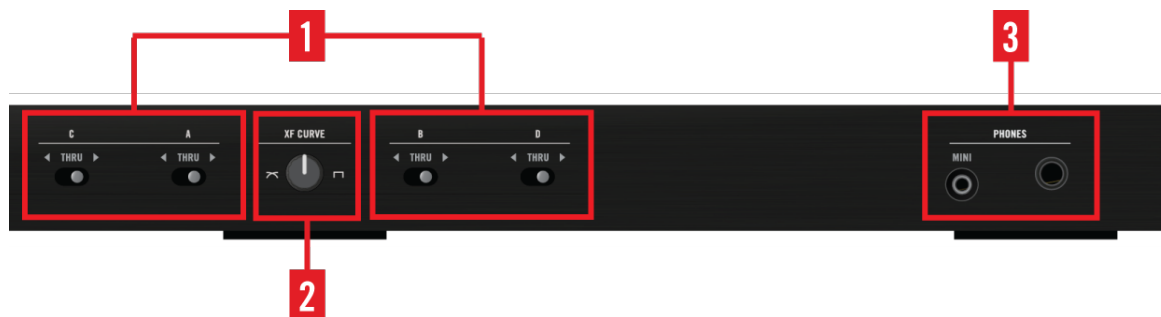 1
3
C A XF CURVE B D PHONES
◀ THRU ▶ ◀ THRU ▶ ◀ THRU ▶ ◀ THRU ▶ MINI
2